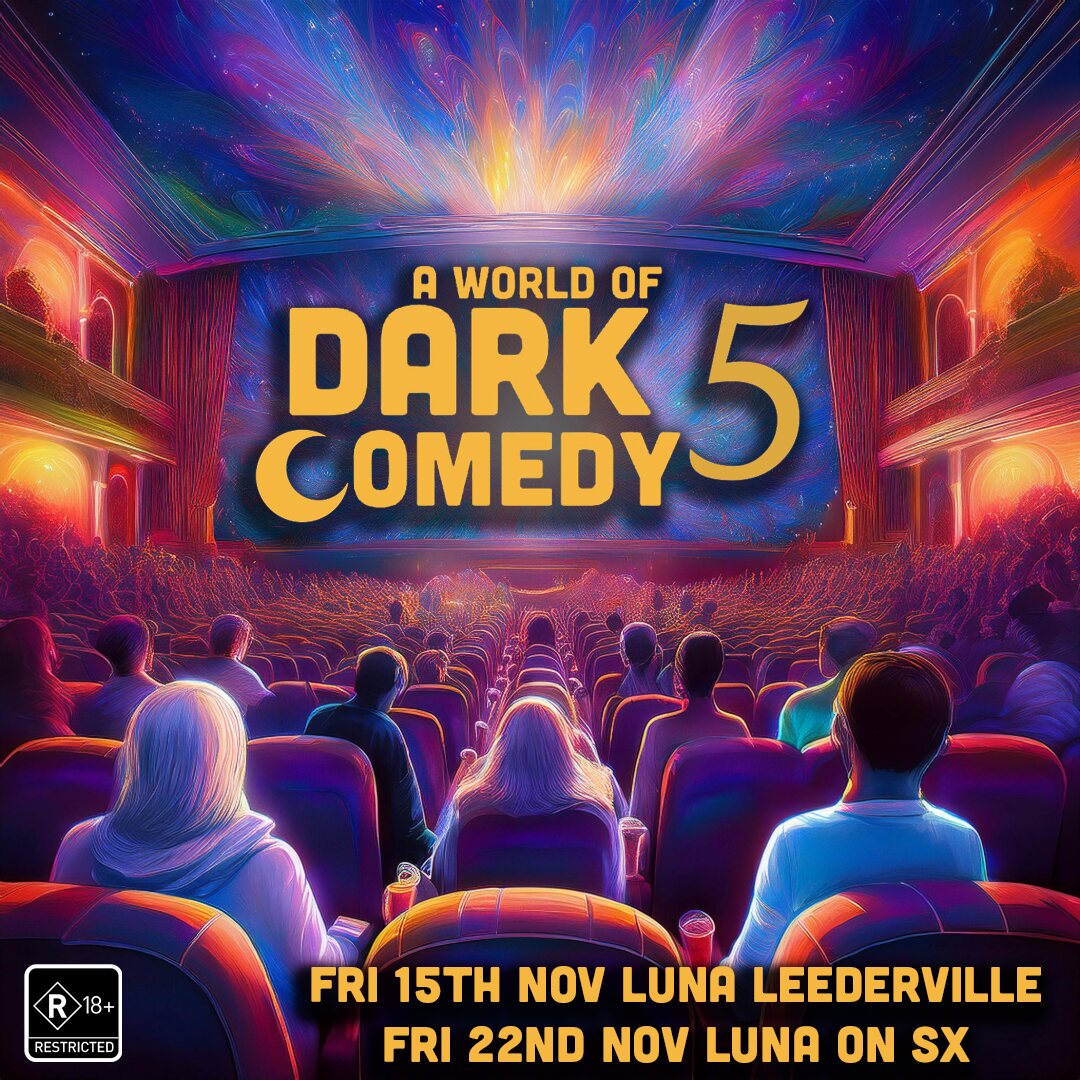 A WORLD OF
DARK 5
COMEDY
R 18+
RESTRICTED
FRI 15TH NOV LUNA LEEDERVILLE
FRI 22ND NOV LUNA ON SX